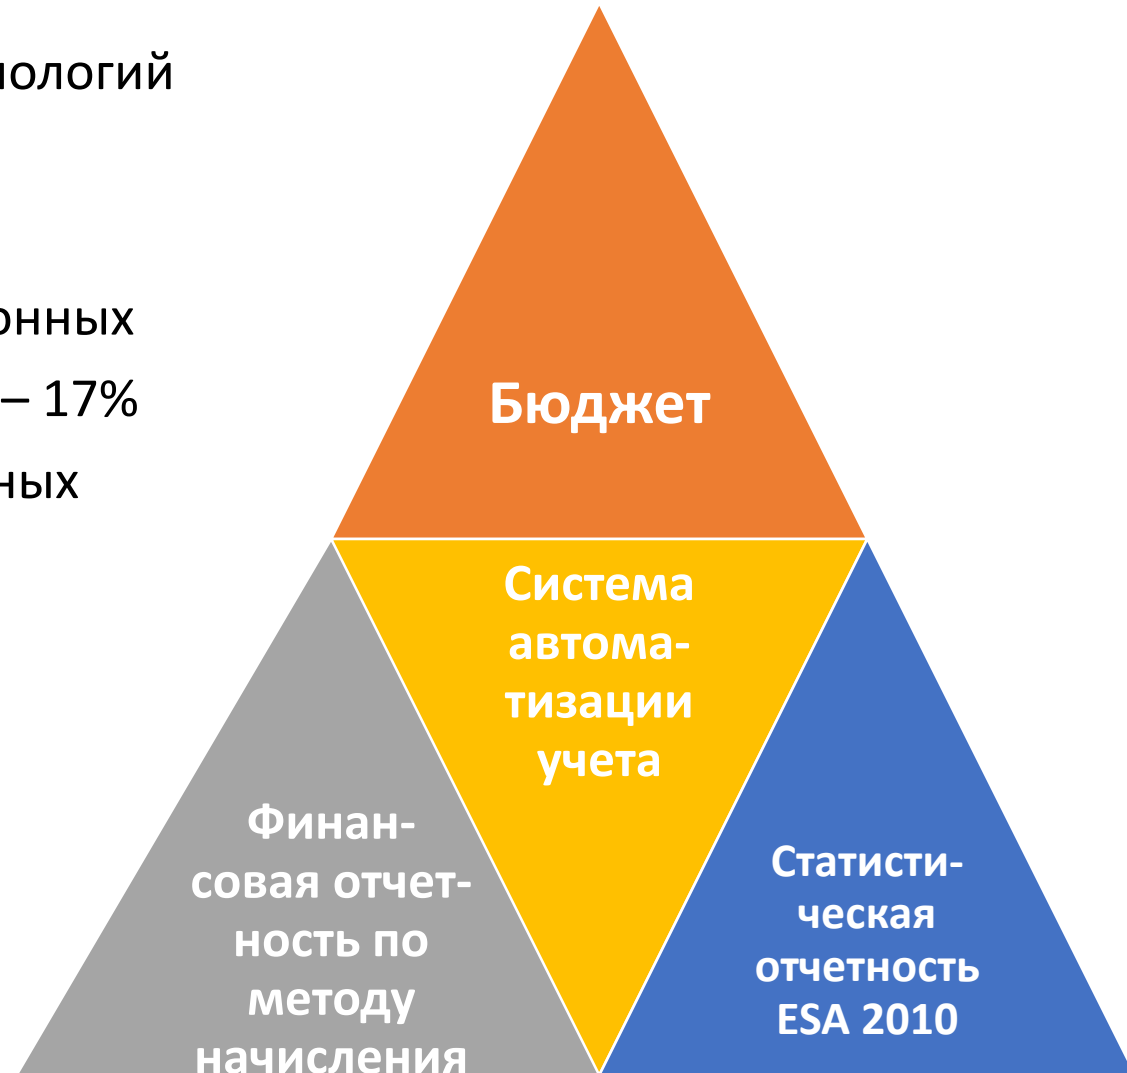 нологий
онных
– 17%
ных
Бюджет
Система
автома-
тизации
учета
Финан-
совая отчет-
ность по
методу
начисления
Статисти-
ческая
отчетность
ESA 2010